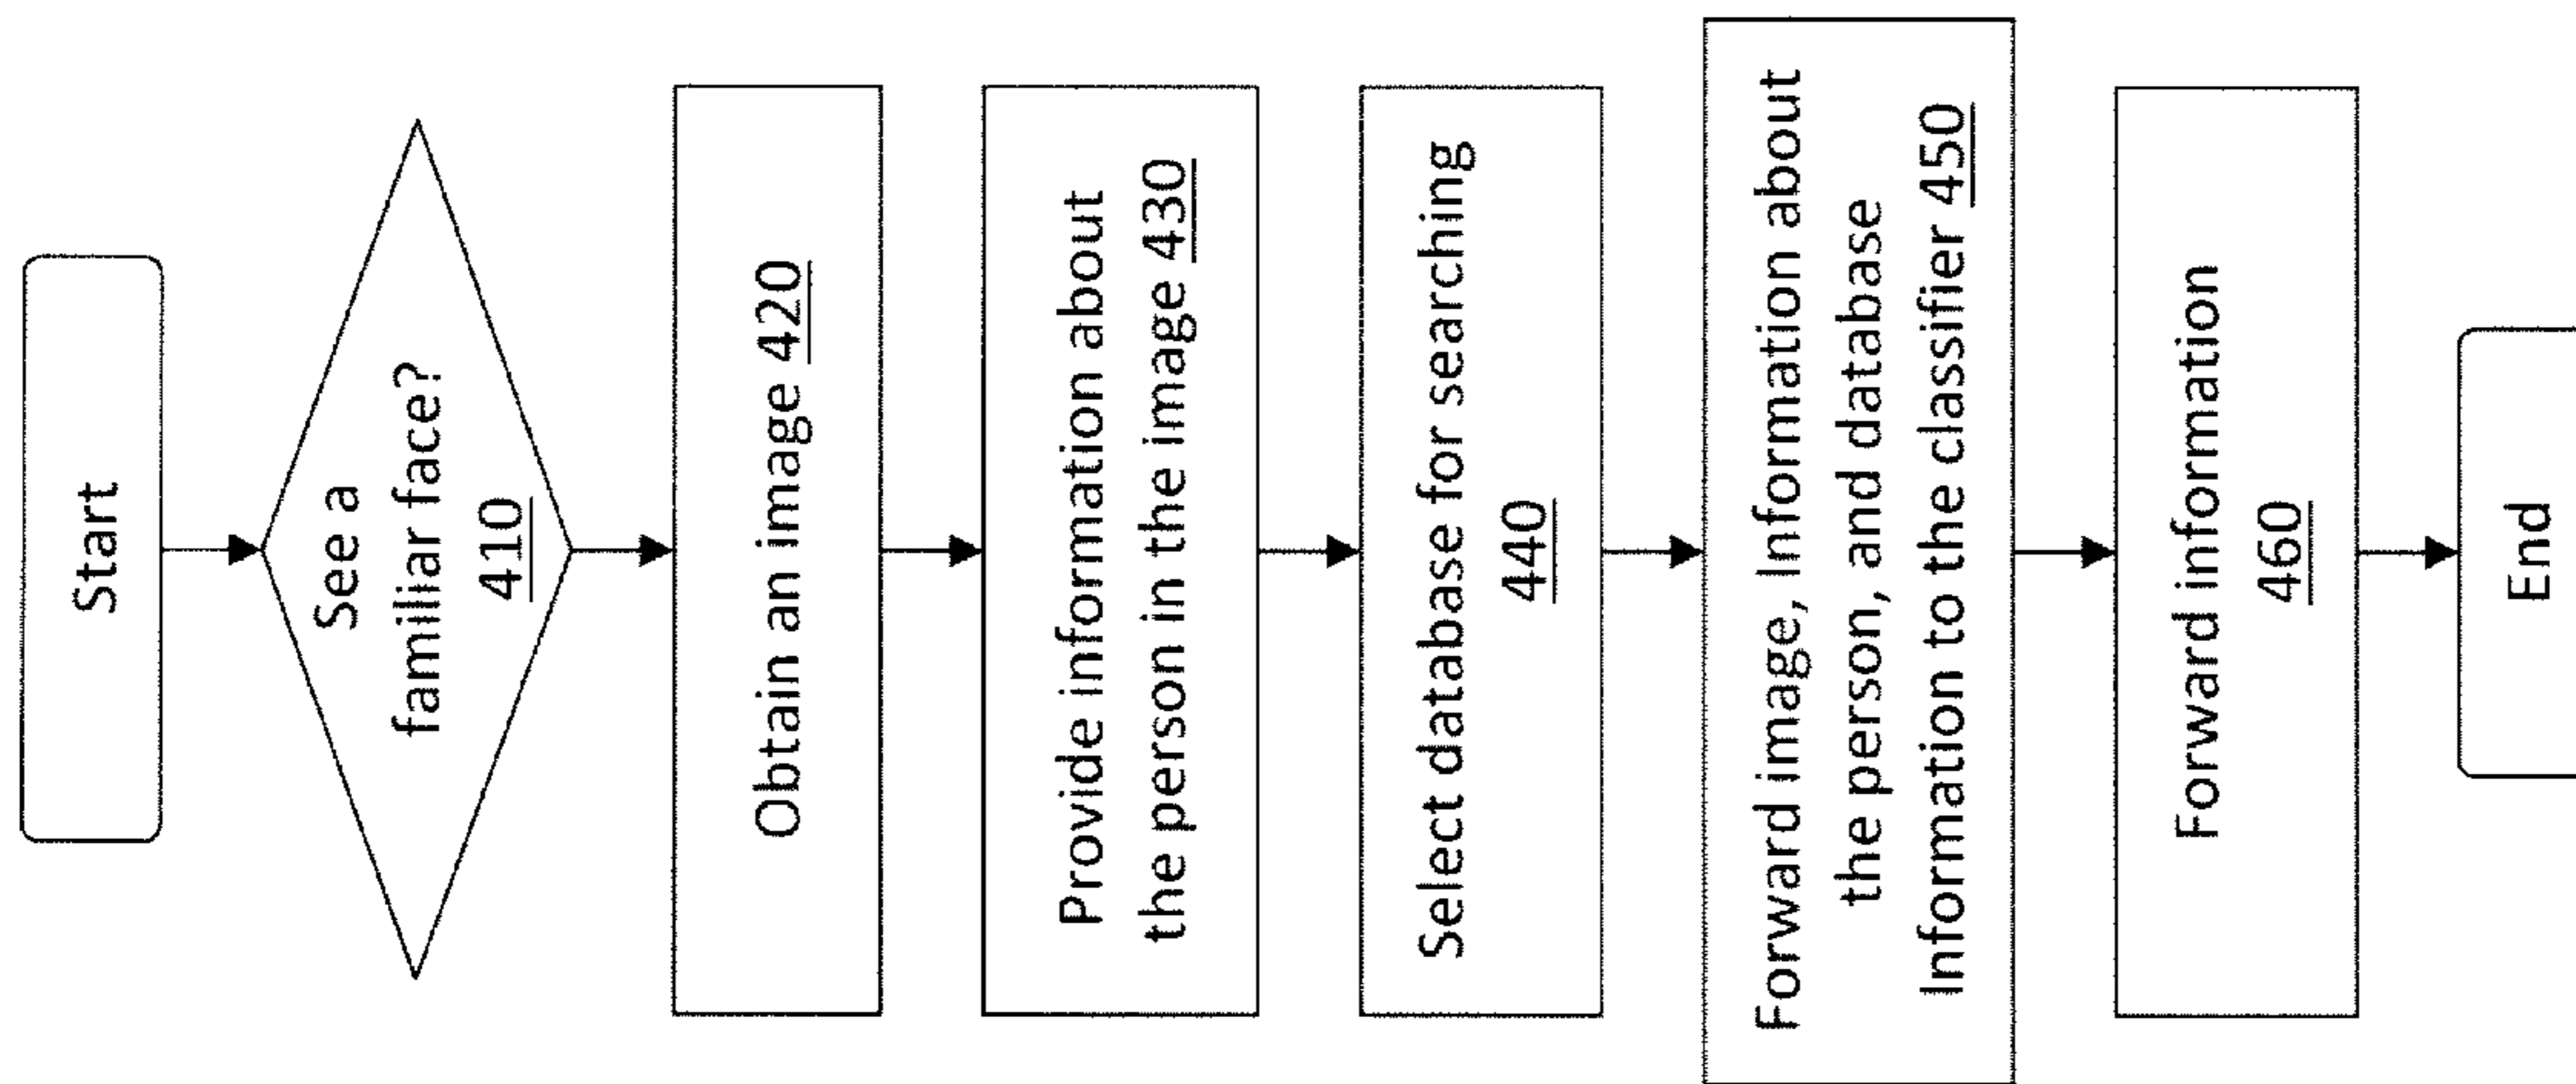 Start
See a
familiar face?
410
Obtain an image 420
Provide information about
the person in the image 430
Select database for searching
440
Forward image, Information about
the person, and database
Information to the classifier 450
Forward information
460
End